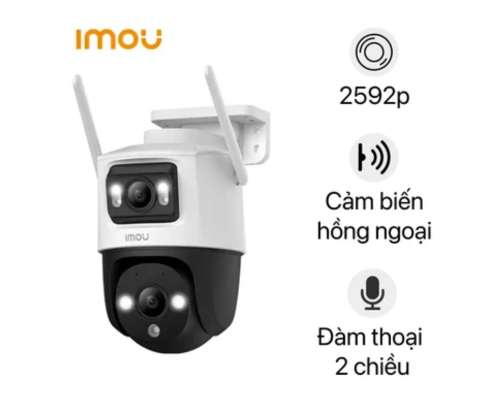 imou
2592p
Cảm biến
hồng ngoại
imou
Đàm thoại
2 chiều